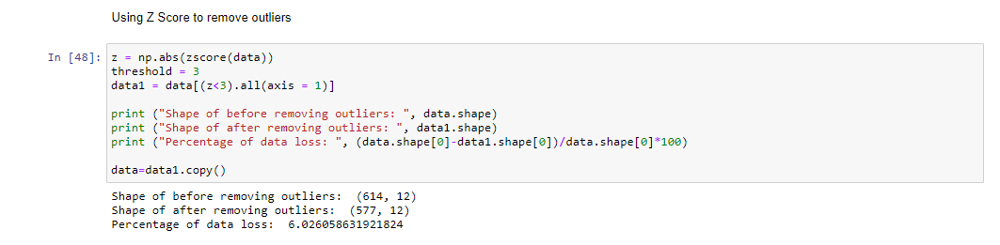 Using Z Score to remove outliers
In [48]: z = np.abs(zscore(data))
threshold = 3
data1 = data[(z<3).all(axis = 1)]
print ("Shape of before removing outliers: ", data.shape)
print ("Shape of after removing outliers: ", data1.shape)
print ("Percentage of data loss: ", (data.shape[0]-data1.shape[0])/data.shape[0]*100)
data=data1.copy()
Shape of before removing outliers:  (614, 12)
Shape of after removing outliers:  (577, 12)
Percentage of data loss:  6.026058631921824